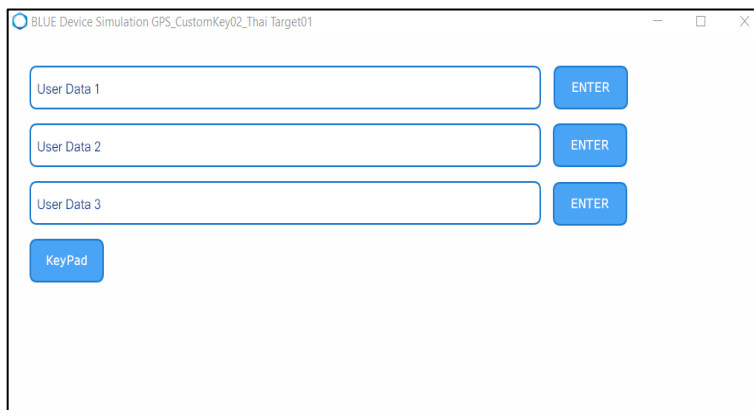 BLUE Device Simulation GPS_CustomKey02_Thai Target01
User Data 1 ENTER
User Data 2 ENTER
User Data 3 ENTER
KeyPad